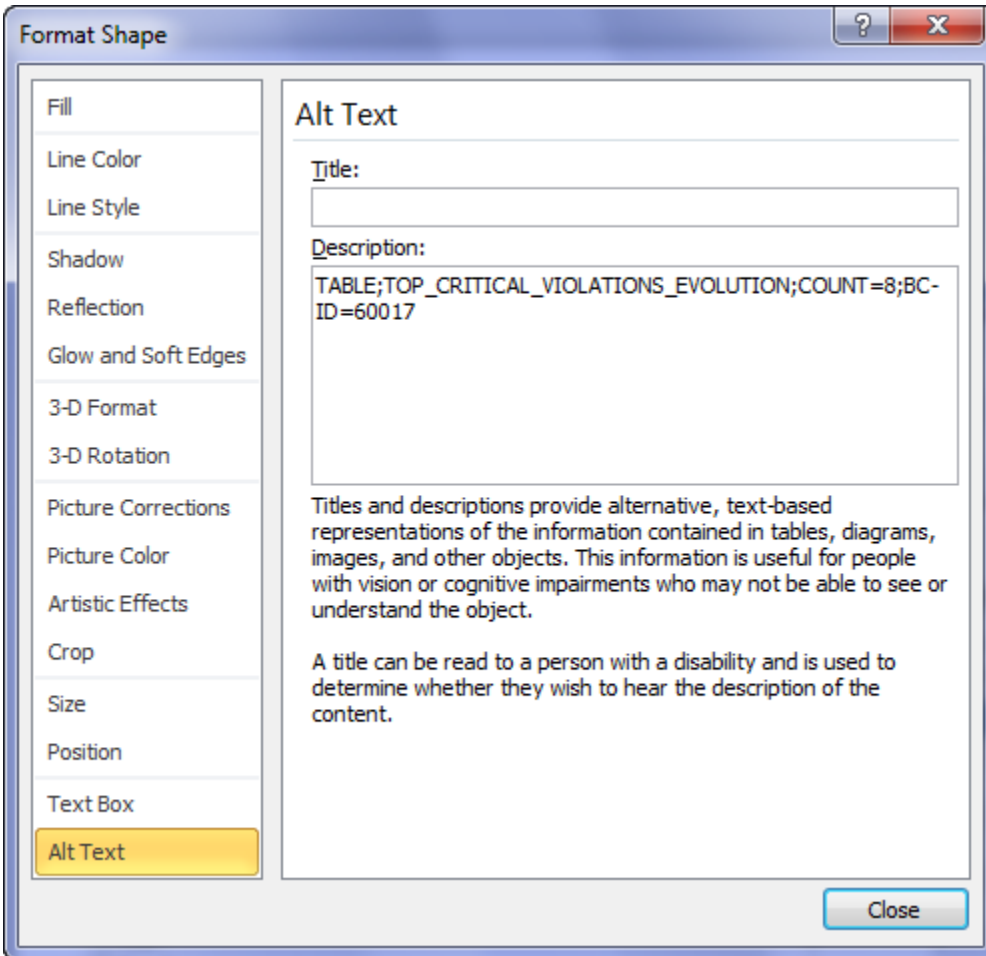 Format Shape
Fill
Line Color
Line Style
Shadow
Reflection
Glow and Soft Edges
3-D Format
3-D Rotation
Picture Corrections
Picture Color
Artistic Effects
Crop
Size
Position
Text Box
Alt Text
Alt Text
Title:
Description:
TABLE;TOP_CRITICAL_VIOLATIONS_EVOLUTION;COUNT=8;BC-
ID=60017
Titles and descriptions provide alternative, text-based
representations of the information contained in tables, diagrams,
images, and other objects. This information is useful for people
with vision or cognitive impairments who may not be able to see or
understand the object.
A title can be read to a person with a disability and is used to
determine whether they wish to hear the description of the
content.
Close